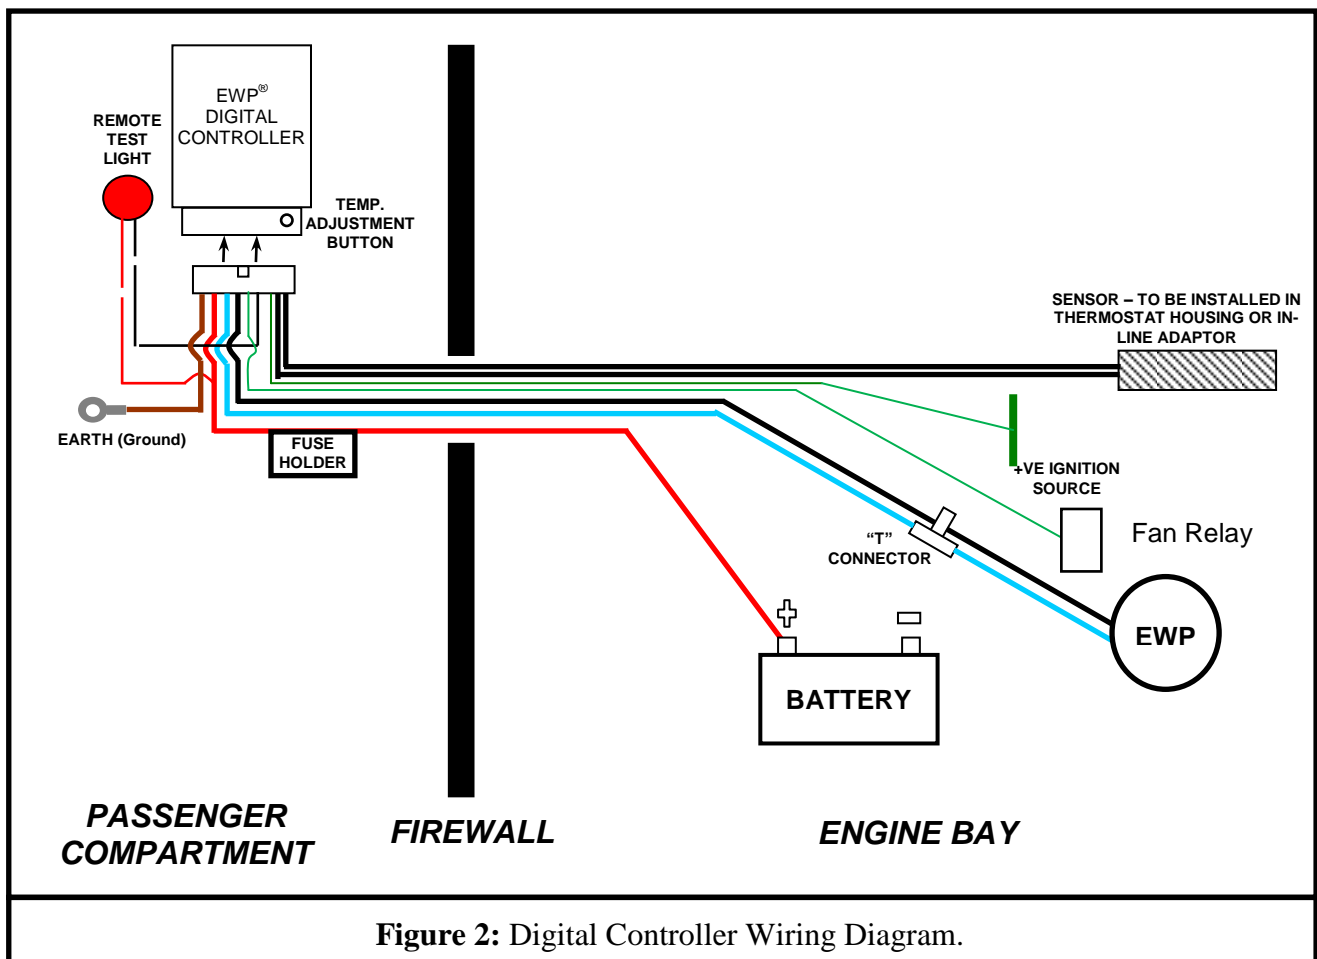 EWP®
DIGITAL
CONTROLLER
REMOTE
TEST
LIGHT
TEMP.
ADJUSTMENT
BUTTON
SENSOR – TO BE INSTALLED IN
THERMOSTAT HOUSING OR IN-
LINE ADAPTOR
EARTH (Ground)
FUSE
HOLDER
+VE IGNITION
SOURCE
Fan Relay
“T”
CONNECTOR
EWP
BATTERY
PASSENGER
COMPARTMENT
FIREWALL
ENGINE BAY
Figure 2: Digital Controller Wiring Diagram.